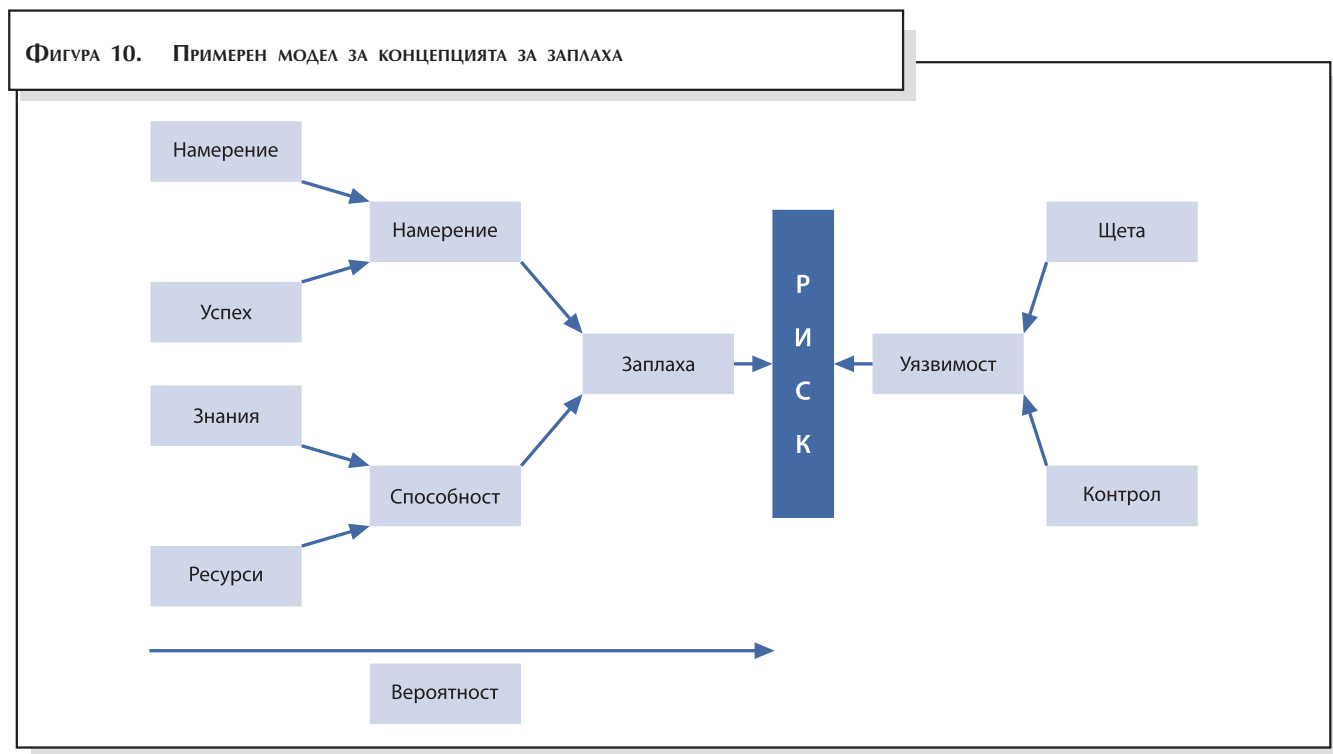 Фигура 10. Примерен модел за концепцията за заплаха
Намерение
Намерение
Успех
Знания
Способност
Ресурси
Заплаха
Р
И
С
К
Уязвимост
Щета
Контрол
Вероятност